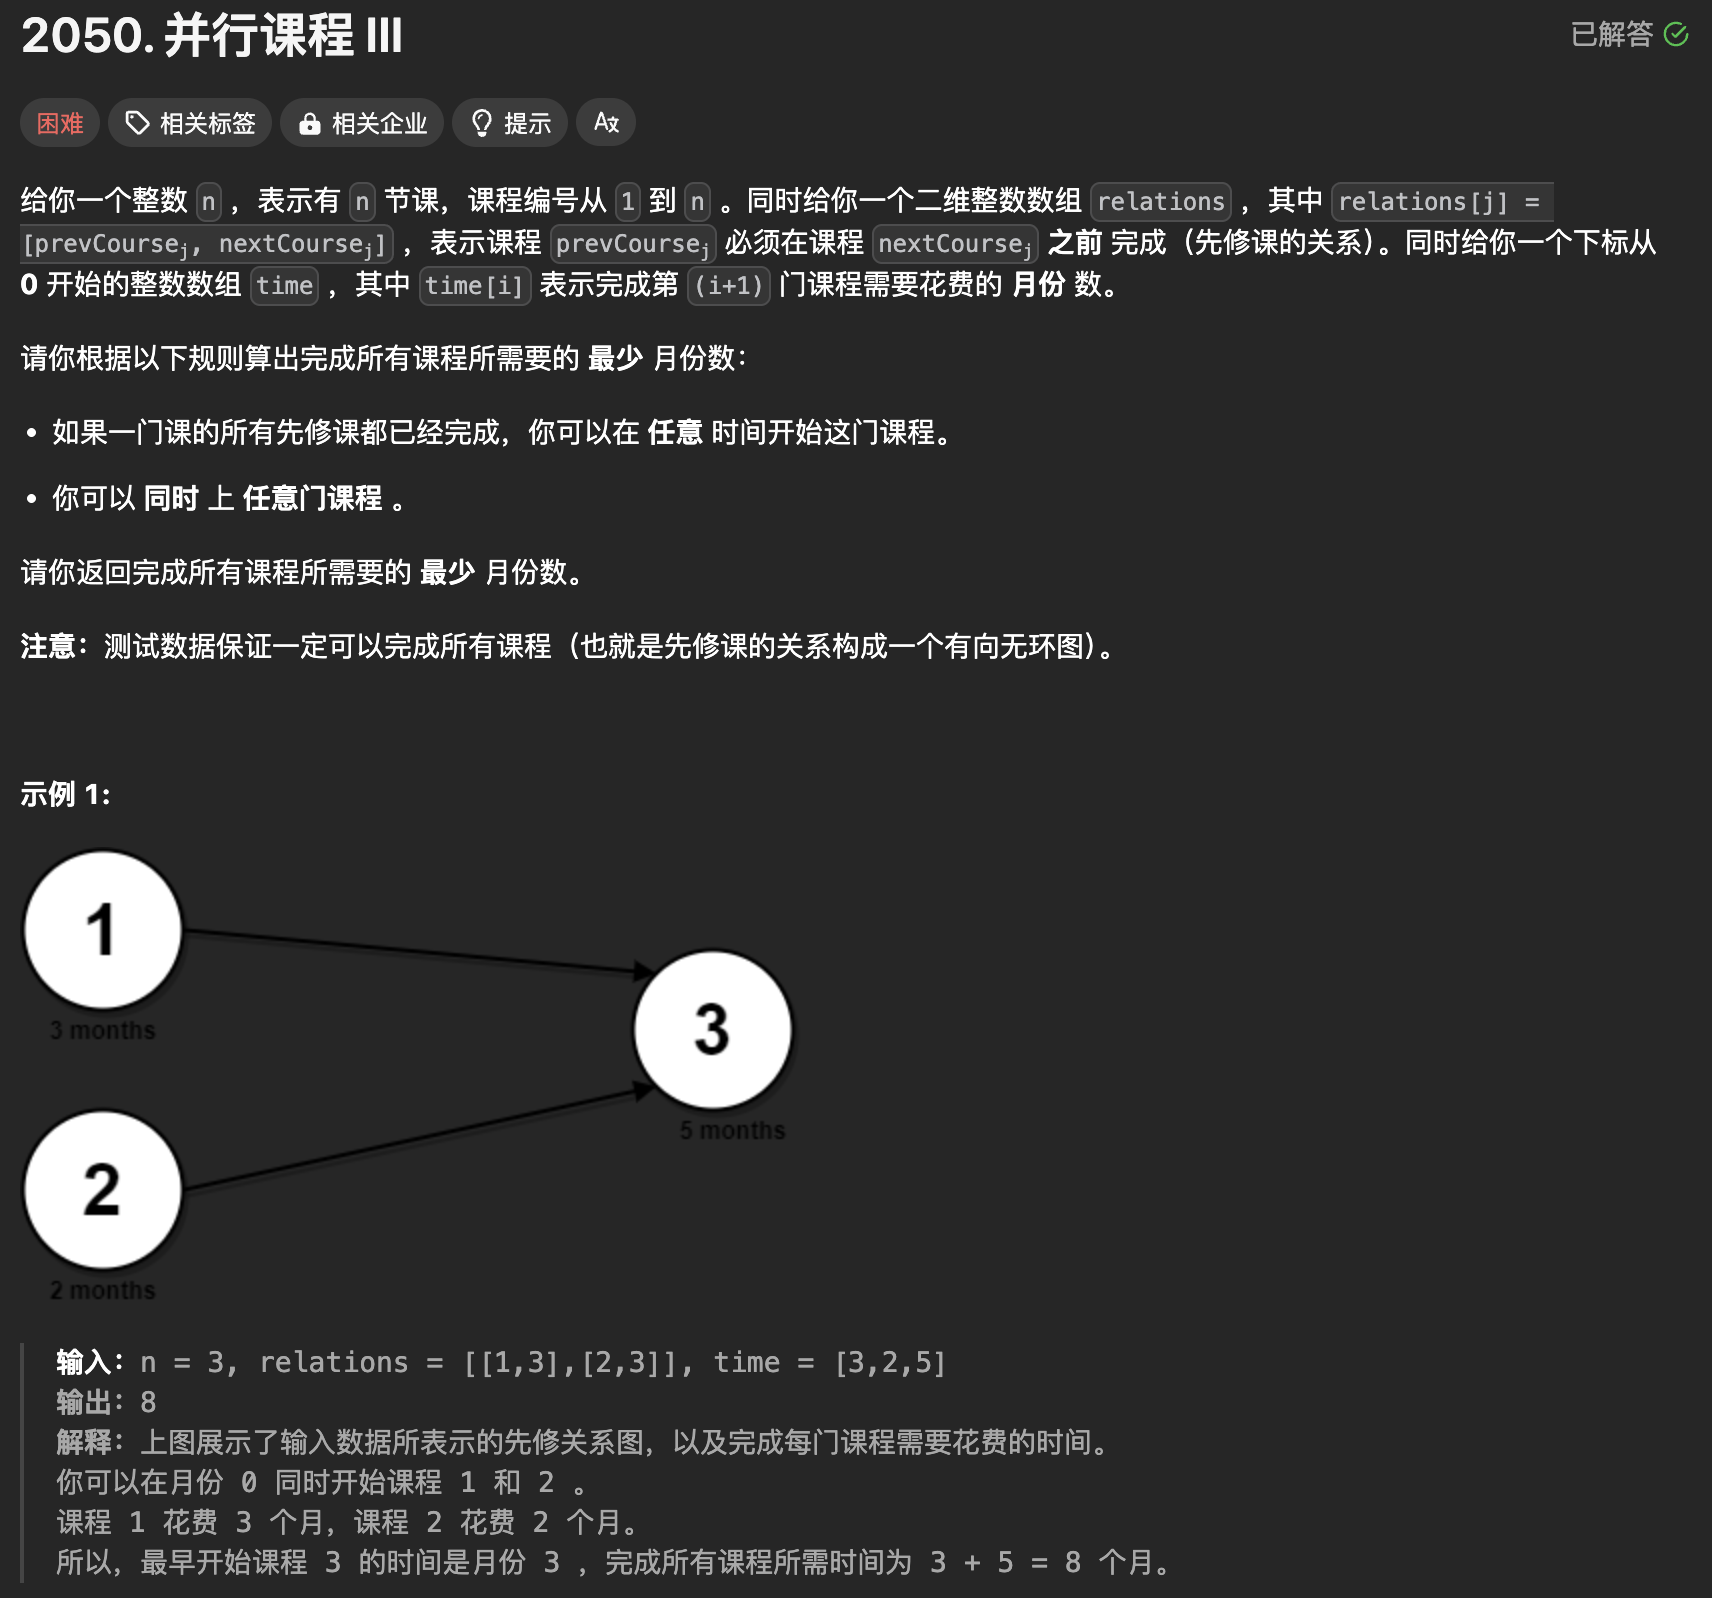 2050. 并行课程 III
已解答
困难 相关标签 相关企业 提示
给你一个整数 n ，表示有 n 节课，课程编号从 1 到 n 。同时给你一个二维整数数组 relations ，其中 relations[j] =
[prevCoursej, nextCoursej] ，表示课程 prevCoursej 必须在课程 nextCoursej 之前 完成（先修课的关系）。同时给你一个下标从
0 开始的整数数组 time ，其中 time[i] 表示完成第 (i+1) 门课程需要花费的 月份 数。
请你根据以下规则算出完成所有课程所需要的 最少 月份数：
• 如果一门课的所有先修课都已经完成，你可以在 任意 时间开始这门课程。
• 你可以 同时 上 任意门课程 。
请你返回完成所有课程所需要的 最少 月份数。
注意：测试数据保证一定可以完成所有课程（也就是先修课的关系构成一个有向无环图）。
示例 1:
1
3 months
3
5 months
2
2 months
输入：n = 3, relations = [[1,3],[2,3]], time = [3,2,5]
输出：8
解释：上图展示了输入数据所表示的先修关系图，以及完成每门课程需要花费的时间。
你可以在月份 0 同时开始课程 1 和 2 。
课程 1 花费 3 个月，课程 2 花费 2 个月。
所以，最早开始课程 3 的时间是月份 3 ，完成所有课程所需时间为 3 + 5 = 8 个月。